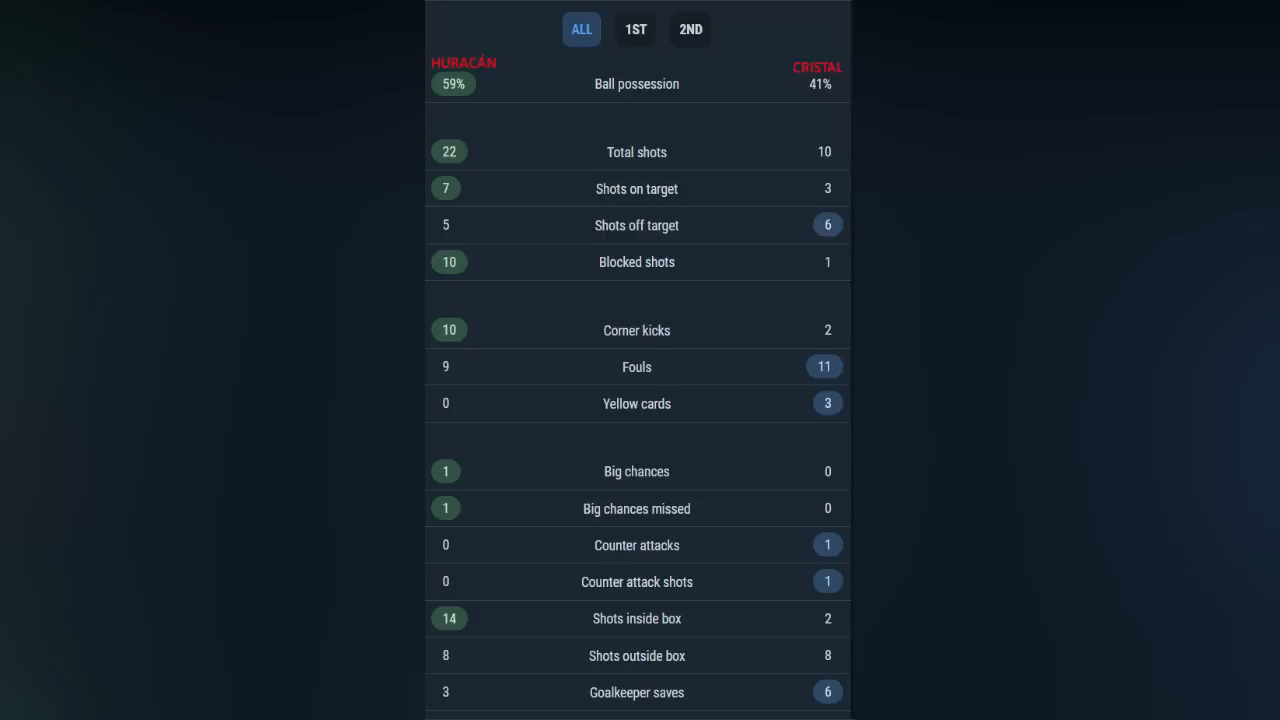 ALL 1ST 2ND
HURACÁN CRISTAL
59% Ball possession 41%
22 Total shots 10
7 Shots on target 3
5 Shots off target 6
10 Blocked shots 1
10 Corner kicks 2
9 Fouls 11
0 Yellow cards 3
1 Big chances 0
1 Big chances missed 0
0 Counter attacks 1
0 Counter attack shots 1
14 Shots inside box 2
8 Shots outside box 8
3 Goalkeeper saves 6